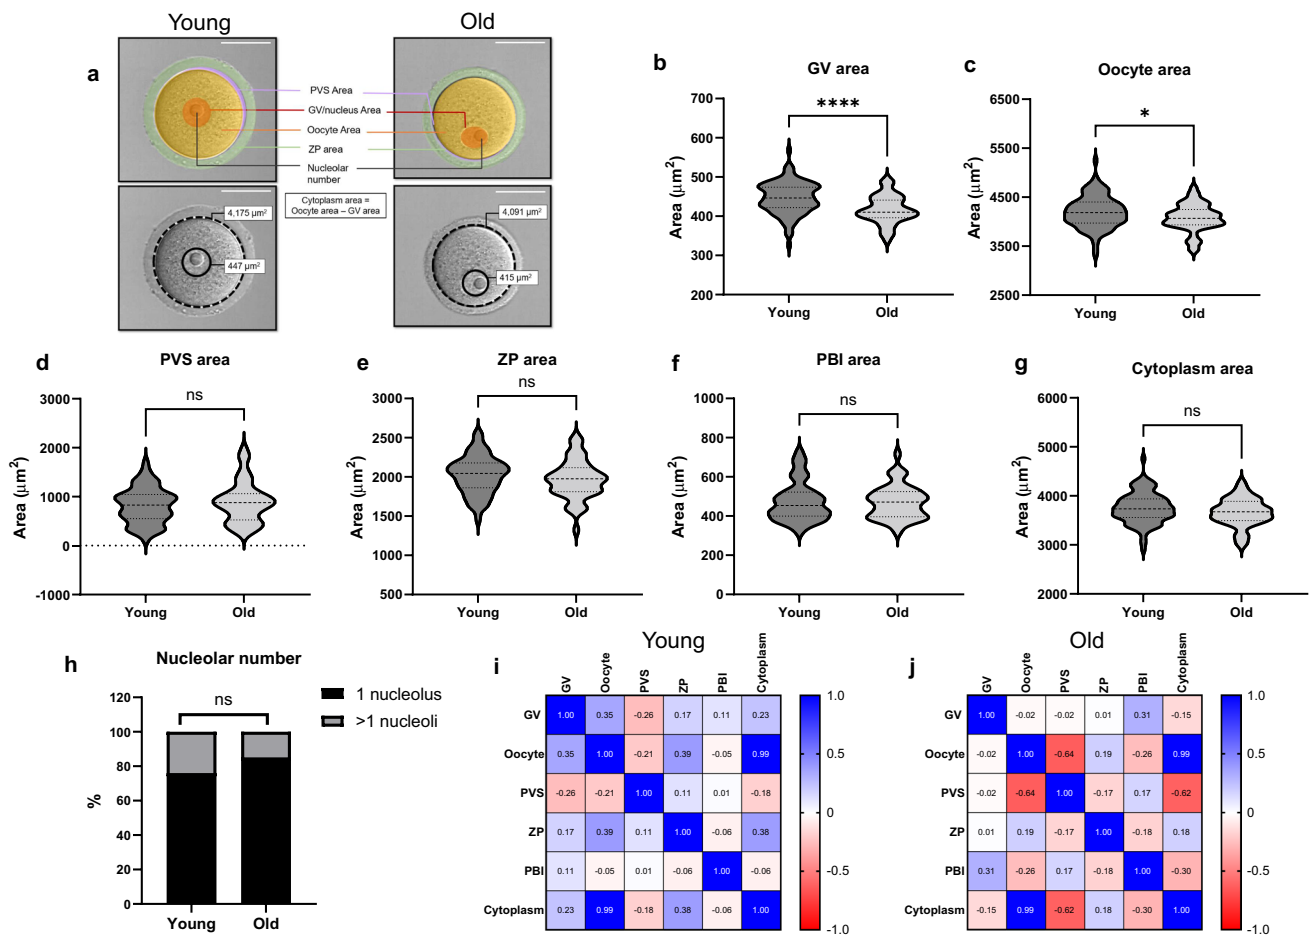 Young
Old
a
PVS Area
GV/nucleus Area
Oocyte Area
ZP area
Nucleolar
number
Cytoplasm area =
Oocyte area – GV area
4,175 µm²
447 µm²
4,091 µm²
415 µm²
b
GV area
****
Area (µm²)
700
600
500
400
300
200
Young
Old
c
Oocyte area
*
Area (µm²)
6500
5500
4500
3500
2500
Young
Old
d
PVS area
ns
Area (µm²)
3000
2000
1000
0
-1000
Young
Old
e
ZP area
ns
Area (µm²)
3000
2500
2000
1500
1000
500
Young
Old
f
PBI area
ns
Area (µm²)
1000
800
600
400
200
0
Young
Old
g
Cytoplasm area
ns
Area (µm²)
6000
5000
4000
3000
2000
Young
Old
h
Nucleolar number
ns
1 nucleolus
>1 nucleoli
%
120
100
80
60
40
20
0
Young
Old
i
Young
GV Oocyte PVS ZP PBI Cytoplasm
GV 1.00 0.35 -0.26 0.17 0.11 0.23
Oocyte 0.35 1.00 -0.21 0.39 -0.05 0.99
PVS -0.26 -0.21 1.00 0.11 0.01 -0.18
ZP 0.17 0.39 0.11 1.00 -0.06 0.38
PBI 0.11 -0.05 0.01 -0.06 1.00 -0.06
Cytoplasm 0.23 0.99 -0.18 0.38 -0.06 1.00
1.0
0.5
0
-0.5
-1.0
j
Old
GV Oocyte PVS ZP PBI Cytoplasm
GV 1.00 -0.02 -0.02 0.01 0.31 -0.15
Oocyte -0.02 1.00 -0.64 0.19 -0.26 0.99
PVS -0.02 -0.64 1.00 -0.17 0.17 -0.62
ZP 0.01 0.19 -0.17 1.00 -0.18 0.18
PBI 0.31 -0.26 0.17 -0.18 1.00 -0.30
Cytoplasm -0.15 0.99 -0.62 0.18 -0.30 1.00
1.0
0.5
0
-0.5
-1.0